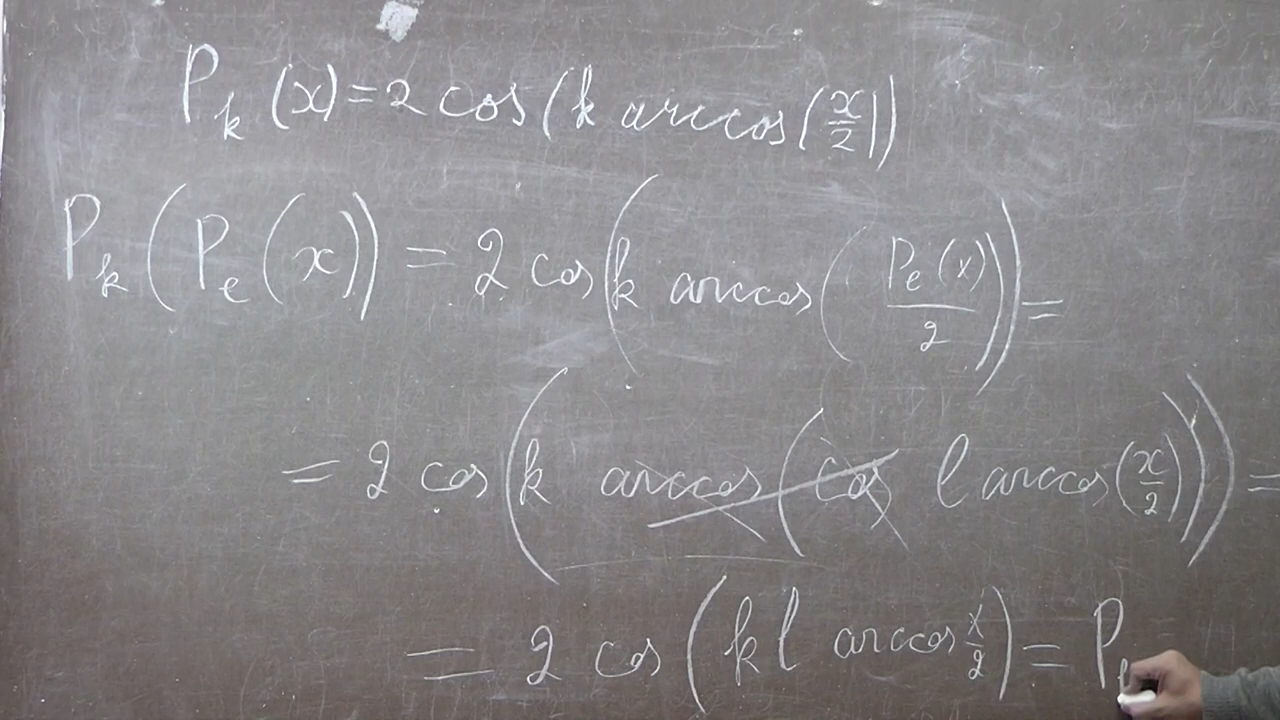 P_k (x) = 2 cos(k arccos(x/2))
P_k(P_e(x)) = 2 cos(k arccos(P_e(x)/2)) =
= 2 cos(k arccos(cos l arccos(x/2))) =
= 2 cos(kl arccos x/2) = P